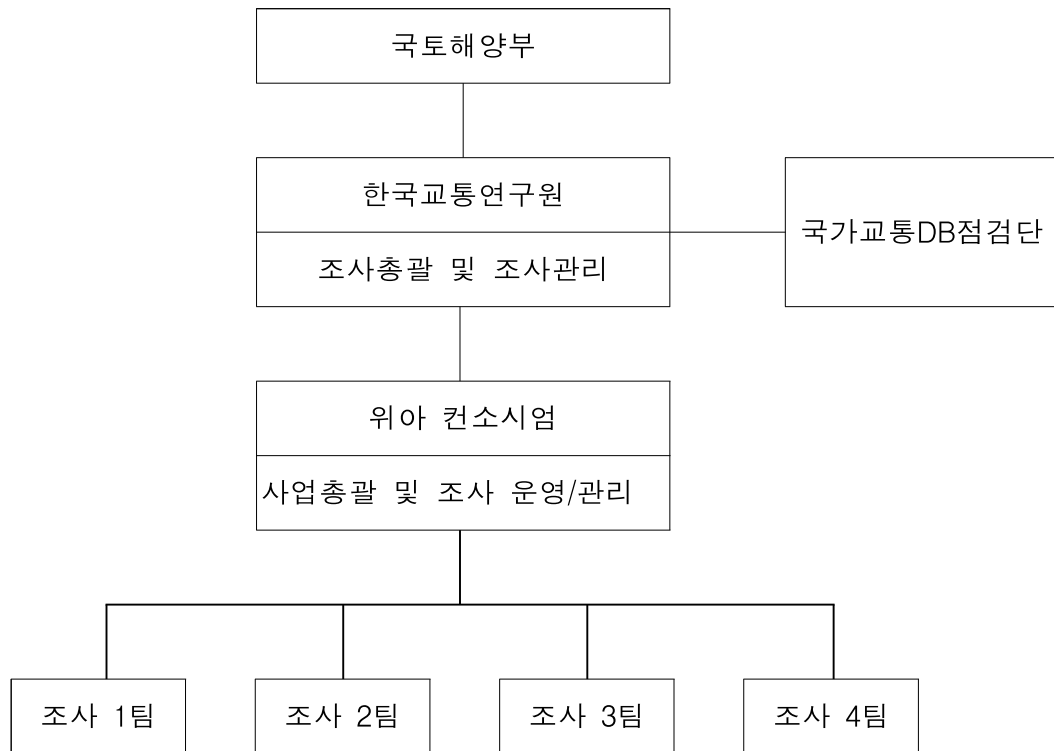 국토해양부
한국교통연구원
조사총괄 및 조사관리
국가교통DB점검단
위아 컨소시엄
사업총괄 및 조사 운영/관리
조사 1팀
조사 2팀
조사 3팀
조사 4팀